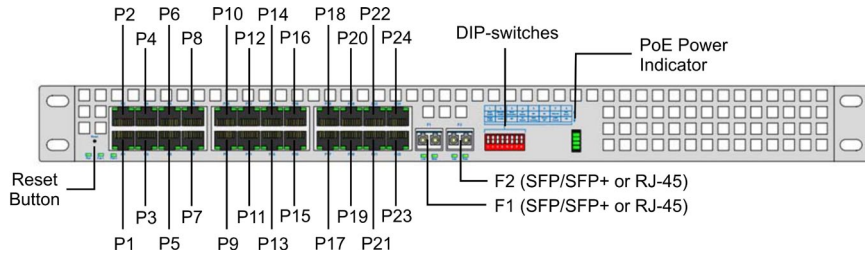 P2 P6 P10 P14 P18 P22
P4 P8 P12 P16 P20 P24
DIP-switches
PoE Power
Indicator
Reset
Button
P3 P7 P11 P15 P19 P23
P1 P5 P9 P13 P17 P21
F2 (SFP/SFP+ or RJ-45)
F1 (SFP/SFP+ or RJ-45)